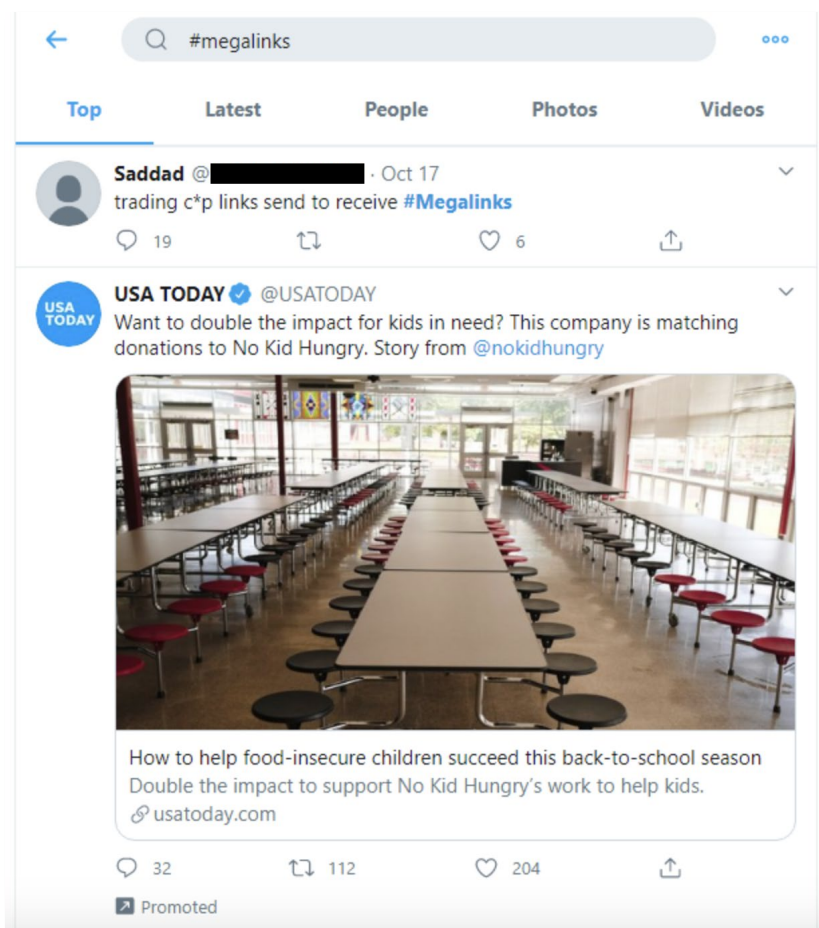 #megalinks
Top Latest People Photos Videos
Saddad @ · Oct 17
trading c*p links send to receive #Megalinks
19 6
USA
TODAY
USA TODAY @USATODAY
Want to double the impact for kids in need? This company is matching
donations to No Kid Hungry. Story from @nokidhungry
How to help food-insecure children succeed this back-to-school season
Double the impact to support No Kid Hungry's work to help kids.
usatoday.com
32 112 204
Promoted